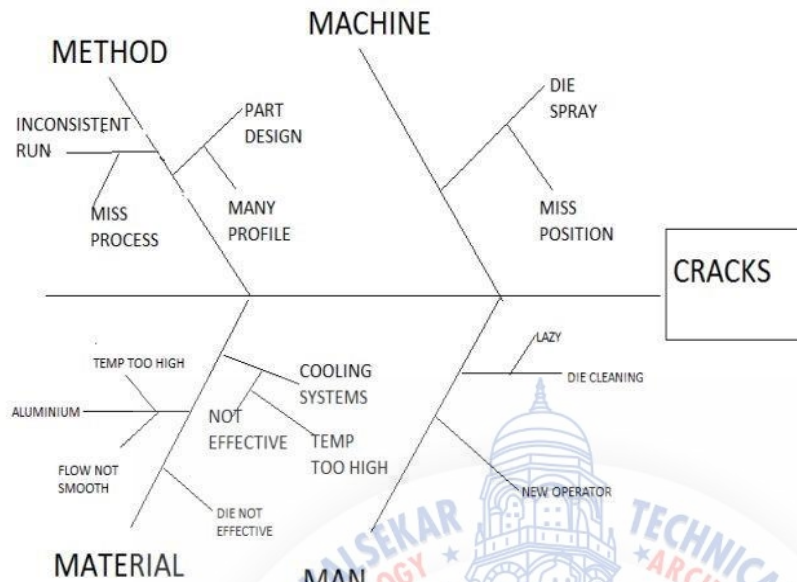 MACHINE
METHOD
DIE
SPRAY
PART
DESIGN
INCONSISTENT
RUN
MISS
PROCESS
MANY
PROFILE
MISS
POSITION
CRACKS
LAZY
TEMP TOO HIGH
COOLING
SYSTEMS
DIE CLEANING
ALUMINIUM
NOT
EFFECTIVE
TEMP
TOO HIGH
FLOW NOT
SMOOTH
NEW OPERATOR
DIE NOT
EFFECTIVE
MATERIAL
MAN